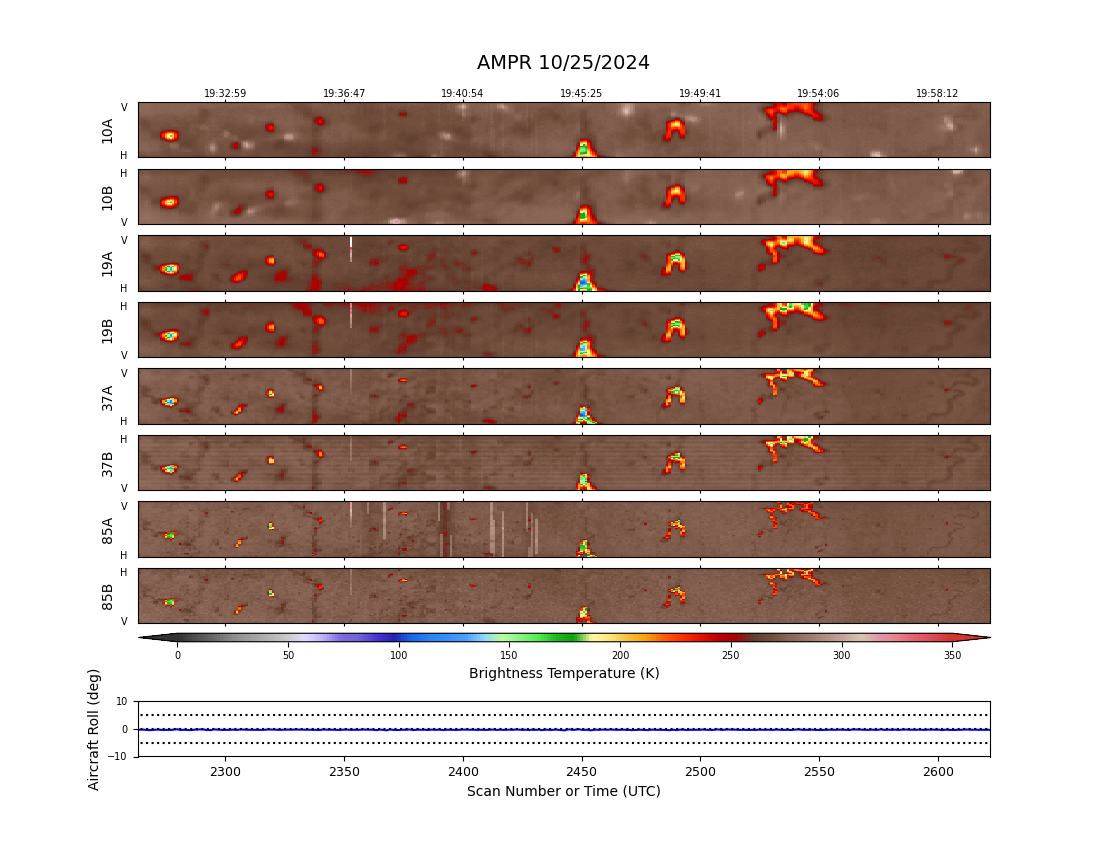 AMPR 10/25/2024
19:32:59 19:36:47 19:40:54 19:45:25 19:49:41 19:54:06 19:58:12
V
10A
H
H
10B
V
V
19A
H
H
19B
V
V
37A
H
H
37B
V
V
85A
H
H
85B
V
0 50 100 150 200 250 300 350
Brightness Temperature (K)
Aircraft Roll (deg)
10
0
−10
2300 2350 2400 2450 2500 2550 2600
Scan Number or Time (UTC)